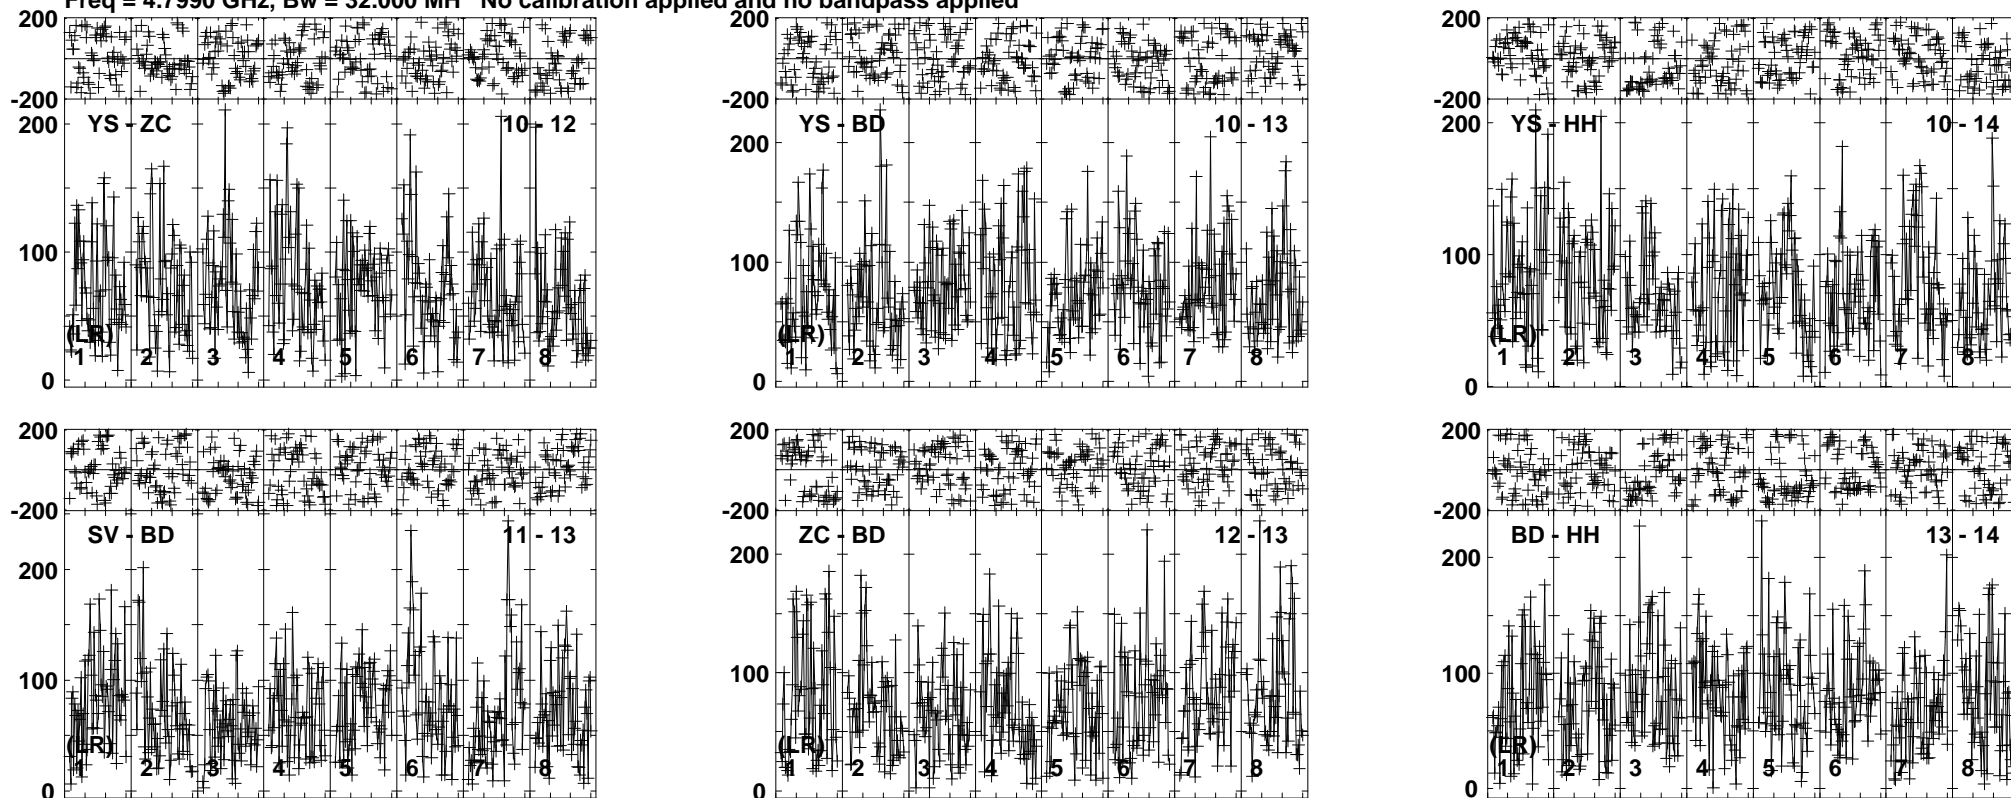 Freq = 4.7990 GHz, Bw = 32.000 MH No calibration applied and no bandpass applied
200
-200
YS - ZC 10 - 12
200
100
0
(LR)
1 2 3 4 5 6 7 8
200
-200
YS - BD 10 - 13
200
100
0
(LR)
1 2 3 4 5 6 7 8
200
-200
YS - HH 10 - 14
200
100
0
(LR)
1 2 3 4 5 6 7 8
200
-200
SV - BD 11 - 13
200
100
0
(LR)
1 2 3 4 5 6 7 8
200
-200
ZC - BD 12 - 13
200
100
0
(LR)
1 2 3 4 5 6 7 8
200
-200
BD - HH 13 - 14
200
100
0
(LR)
1 2 3 4 5 6 7 8